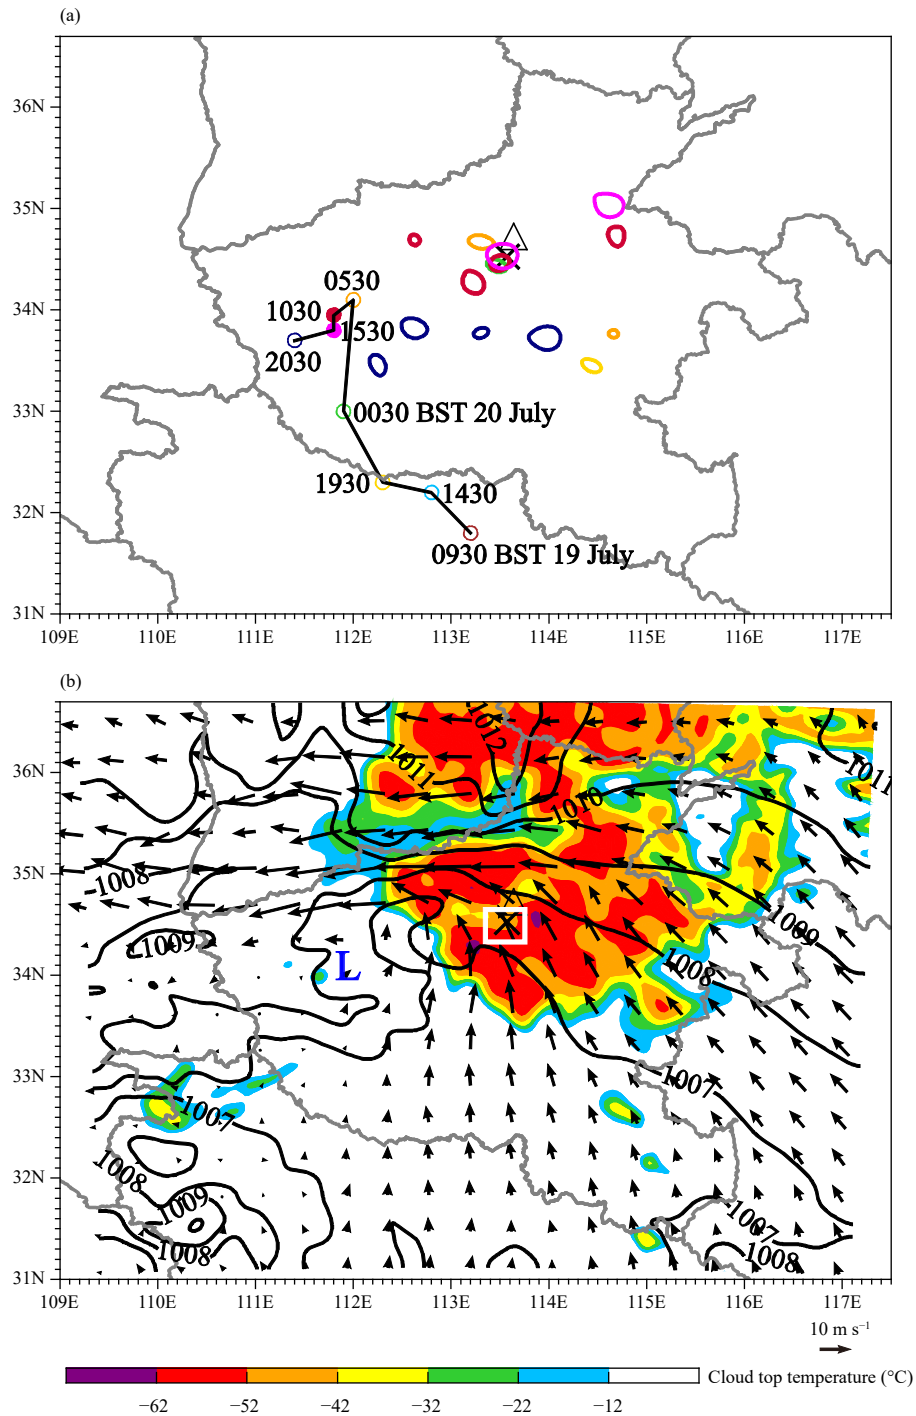 (a)
36N
35N
34N
33N
32N
31N
0530
1030
1530
2030
0030 BST 20 July
1930
1430
0930 BST 19 July
109E 110E 111E 112E 113E 114E 115E 116E 117E
(b)
36N
35N
34N
33N
32N
31N
1012
1011
1011
1010
1008
1009
1009
L
1008
1007
1007
1008
1009
1007
1008
1008
109E 110E 111E 112E 113E 114E 115E 116E 117E
10 m s⁻¹
Cloud top temperature (°C)
−62 −52 −42 −32 −22 −12